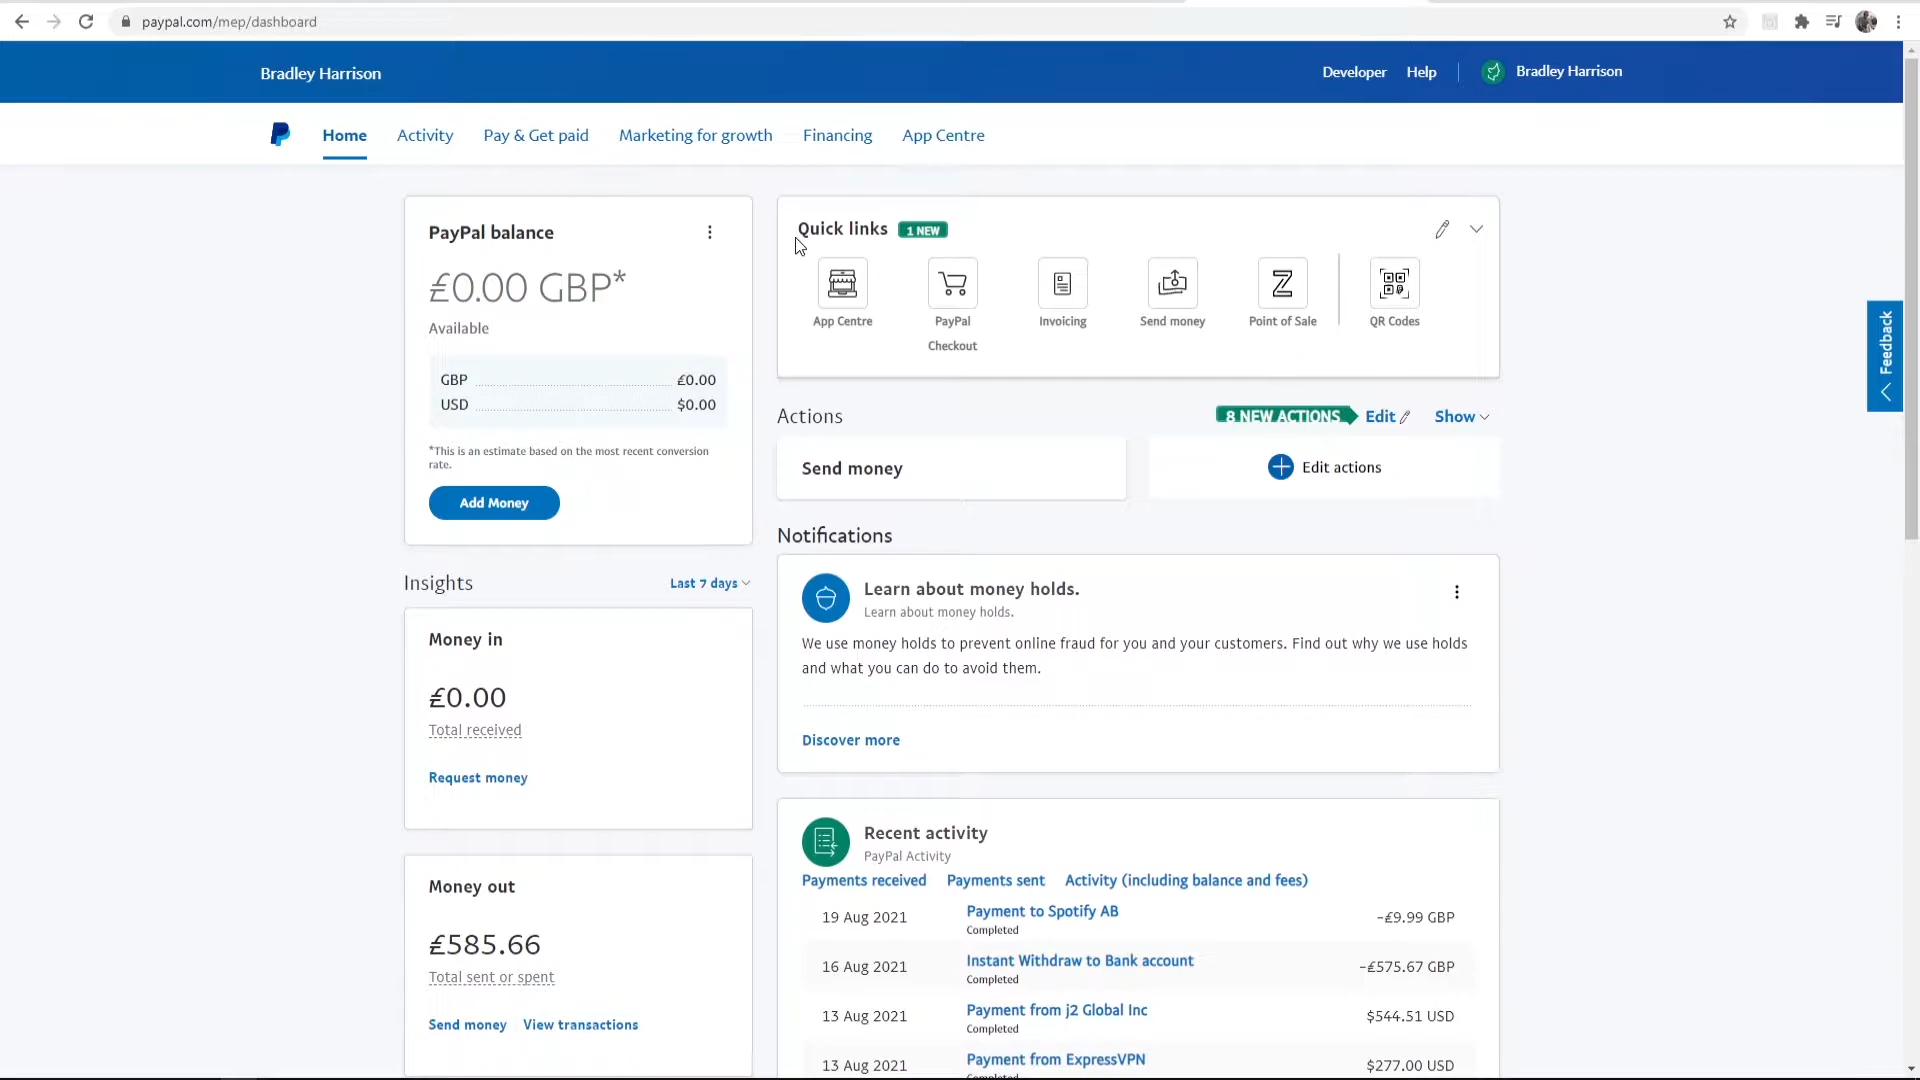 paypal.com/mep/dashboard
Bradley Harrison
Developer Help Bradley Harrison
Home Activity Pay & Get paid Marketing for growth Financing App Centre
PayPal balance
£0.00 GBP*
Available
GBP £0.00
USD $0.00
*This is an estimate based on the most recent conversion
rate.
Add Money
Quick links 1 NEW
App Centre
PayPal
Checkout
Invoicing
Send money
Point of Sale
QR Codes
Feedback
Actions 8 NEW ACTIONS Edit Show
Send money
Edit actions
Notifications
Learn about money holds.
Learn about money holds.
We use money holds to prevent online fraud for you and your customers. Find out why we use holds
and what you can do to avoid them.
Discover more
Insights Last 7 days
Money in
£0.00
Total received
Request money
Money out
£585.66
Total sent or spent
Send money View transactions
Recent activity
PayPal Activity
Payments received Payments sent Activity (including balance and fees)
19 Aug 2021 Payment to Spotify AB -£9.99 GBP
Completed
16 Aug 2021 Instant Withdraw to Bank account -£575.67 GBP
Completed
13 Aug 2021 Payment from j2 Global Inc $544.51 USD
Completed
13 Aug 2021 Payment from ExpressVPN $277.00 USD
Completed